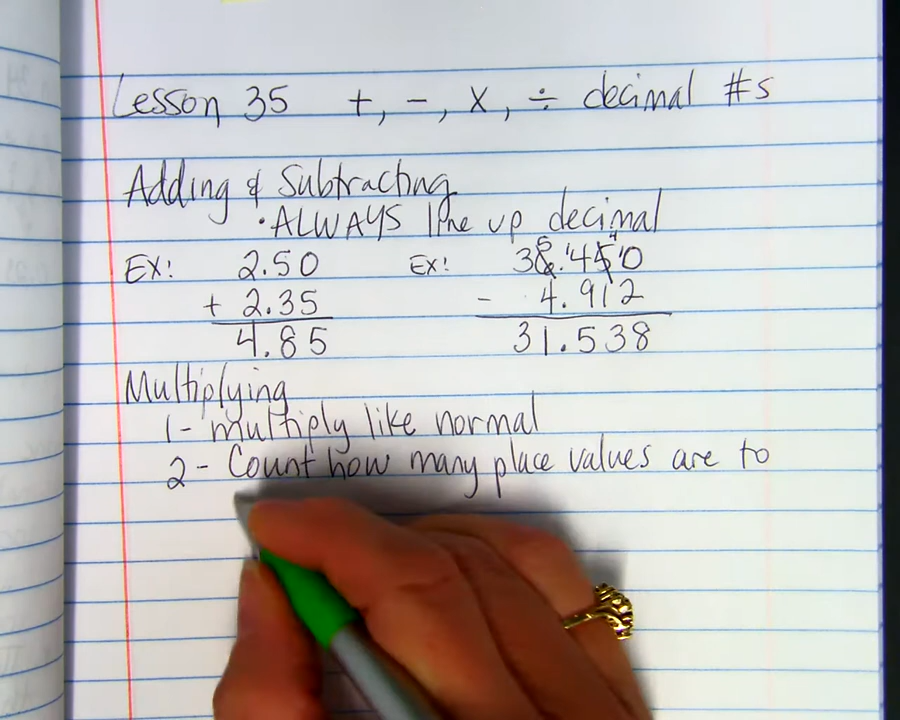 Lesson 35 +, -, x, ÷ decimal #s
Adding & Subtracting
• ALWAYS line up decimal
EX: 2.50 EX: 36.450
+ 2.35 - 4.912
4.85 31.538
Multiplying
1- multiply like normal
2- Count how many place values are to